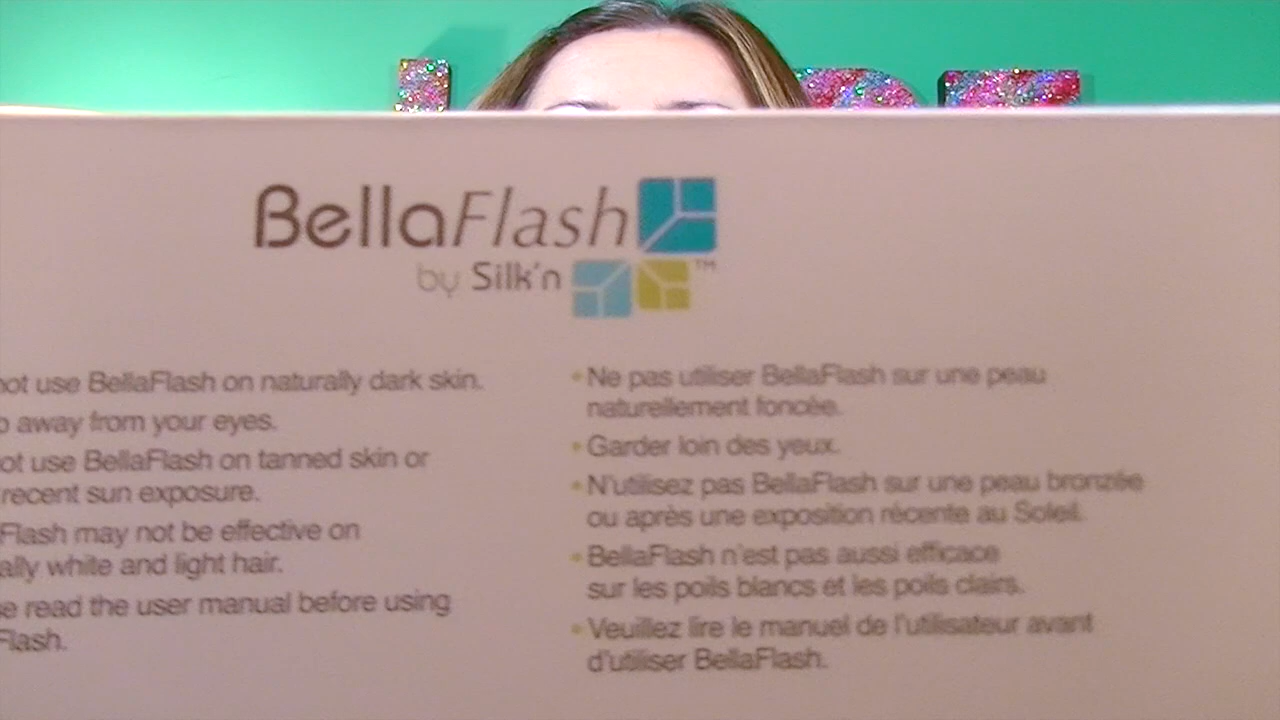 BellaFlash
by Silk'n™
not use BellaFlash on naturally dark skin.
away from your eyes.
not use BellaFlash on tanned skin or
recent sun exposure.
Flash may not be effective on
ally white and light hair.
se read the user manual before using
Flash.
• Ne pas utiliser BellaFlash sur une peau
naturellement foncée.
• Garder loin des yeux.
• N'utilisez pas BellaFlash sur une peau bronzée
ou après une exposition récente au Soleil.
• BellaFlash n'est pas aussi efficace
sur les poils blancs et les poils clairs.
• Veuillez lire le manuel de l'utilisateur avant
d'utiliser BellaFlash.